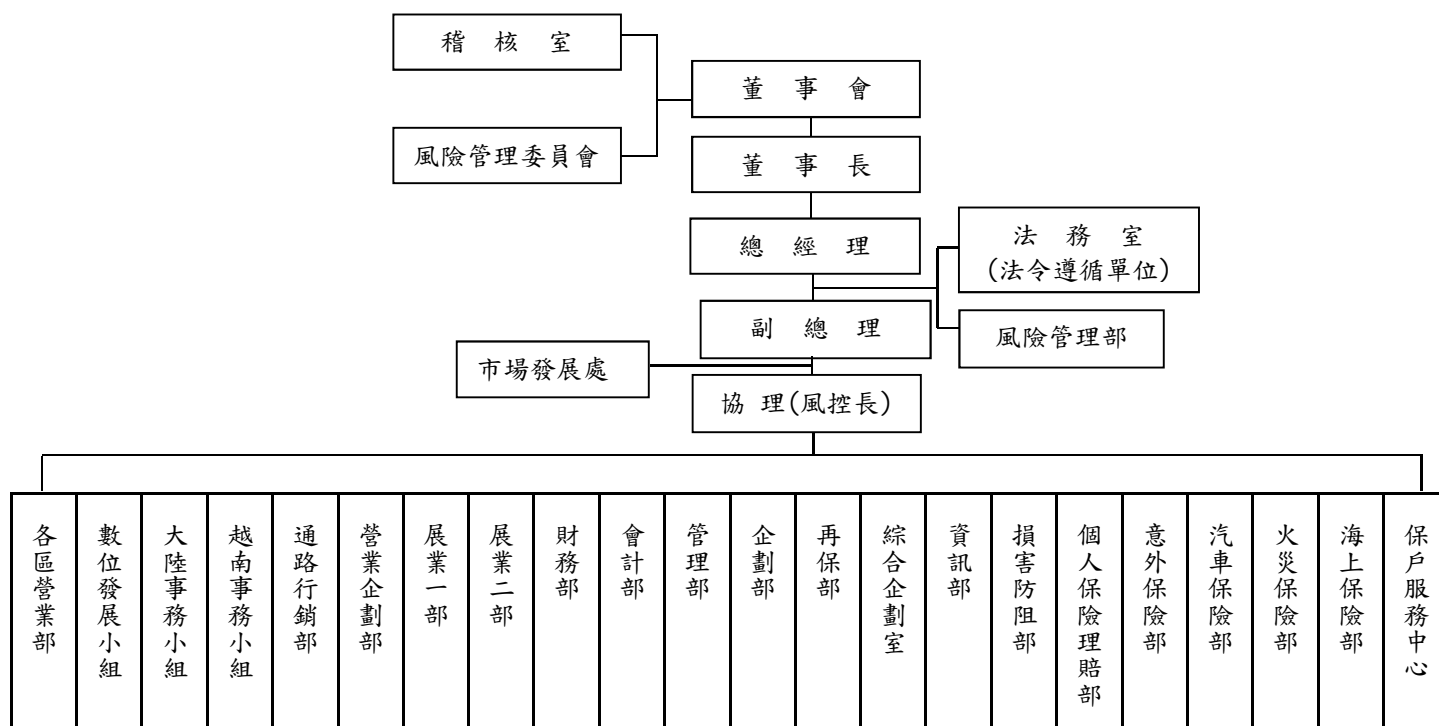 稽核室
董事會
風險管理委員會
董事長
總經理
法務室
(法令遵循單位)
副總理
風險管理部
市場發展處
協理(風控長)
各區營業部
數位發展小組
大陸事務小組
越南事務小組
通路行銷部
營業企劃部
展業一部
展業二部
財務部
會計部
管理部
企劃部
再保部
綜合企劃室
資訊部
損害防阻部
個人保險理賠部
意外保險部
汽車保險部
火災保險部
海上保險部
保戶服務中心